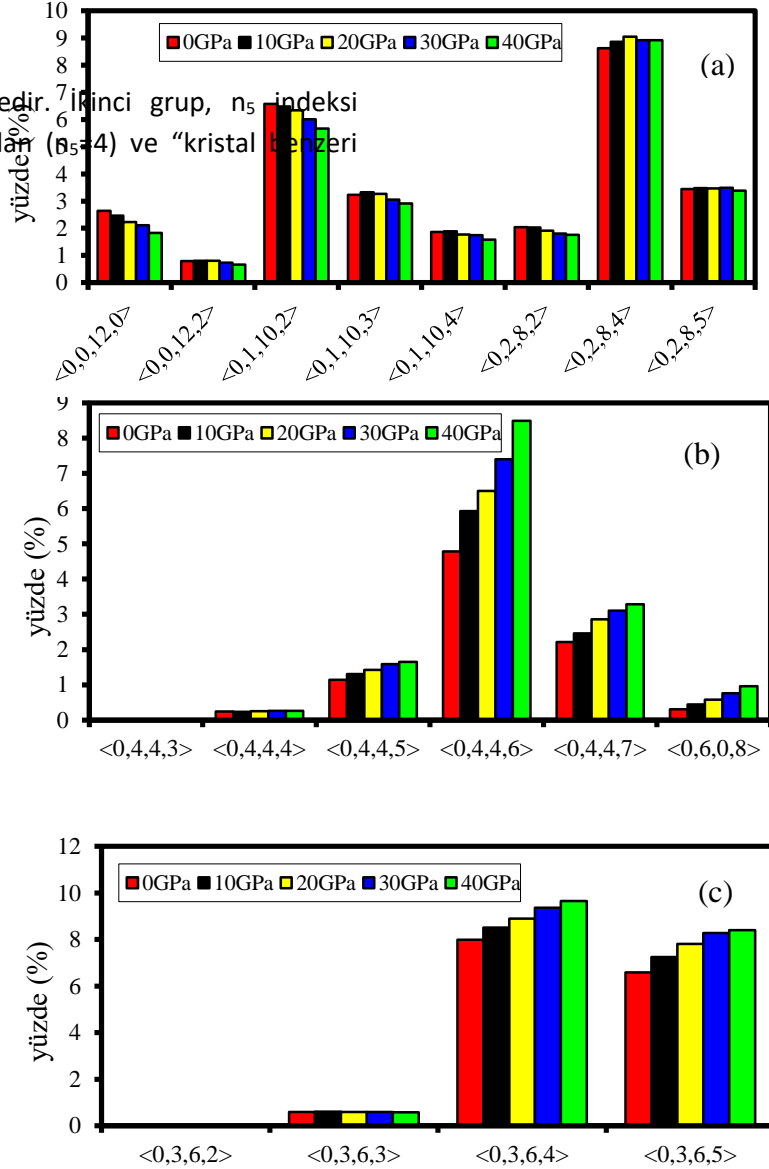 10
9
8
7
6
5
4
3
2
1
0
yüzde (%)
0GPa 10GPa 20GPa 30GPa 40GPa
(a)
edir. İkinci grup, n5 indeksi
lan (n5=4) ve “kristal benzeri
<0,0,12,0> <0,0,12,2> <0,1,10,2> <0,1,10,3> <0,1,10,4> <0,2,8,2> <0,2,8,4> <0,2,8,5>
9
8
7
6
5
4
3
2
1
0
yüzde (%)
0GPa 10GPa 20GPa 30GPa 40GPa
(b)
<0,4,4,3> <0,4,4,4> <0,4,4,5> <0,4,4,6> <0,4,4,7> <0,6,0,8>
12
10
8
6
4
2
0
yüzde (%)
0GPa 10GPa 20GPa 30GPa 40GPa
(c)
<0,3,6,2> <0,3,6,3> <0,3,6,4> <0,3,6,5>